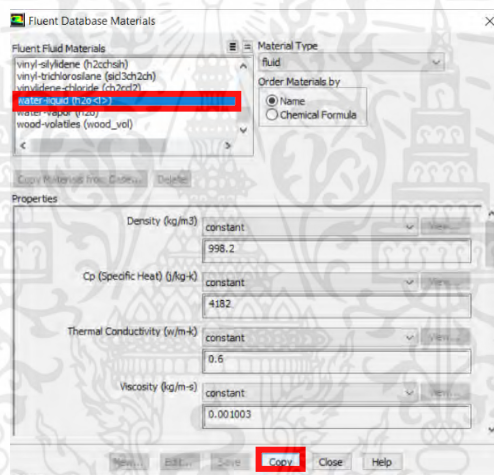 Fluent Database Materials
Fluent Fluid Materials
vinyl-silylidene (h2cchsih)
vinyl-trichlorosilane (sicl3ch2ch)
vinylidene-chloride (ch2ccl2)
water-liquid (h2o<l>)
water-vapor (h2o)
wood-volatiles (wood_vol)
Material Type
fluid
Order Materials by
Name
Chemical Formula
Copy Materials from Case... Delete
Properties
Density (kg/m3) constant View...
998.2
Cp (Specific Heat) (j/kg-k) constant View...
4182
Thermal Conductivity (w/m-k) constant View...
0.6
Viscosity (kg/m-s) constant View...
0.001003
New... Edit... Save Copy Close Help